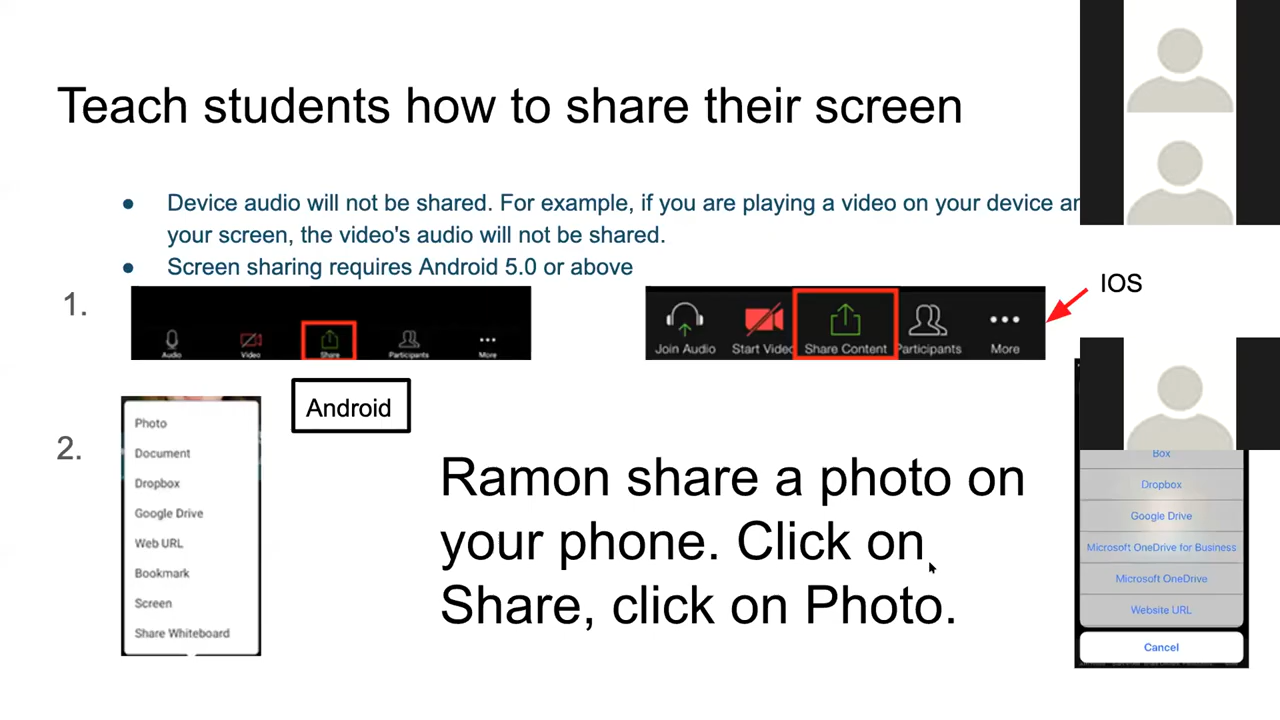 Teach students how to share their screen
● Device audio will not be shared. For example, if you are playing a video on your device
your screen, the video's audio will not be shared.
● Screen sharing requires Android 5.0 or above
IOS
1.
Audio Video Share Participants More
Join Audio Start Video Share Content Participants More
Android
2.
Photo
Document
Dropbox
Google Drive
Web URL
Bookmark
Screen
Share Whiteboard
Ramon share a photo on
your phone. Click on
Share, click on Photo.
Box
Dropbox
Google Drive
Microsoft OneDrive for Business
Microsoft OneDrive
Website URL
Cancel